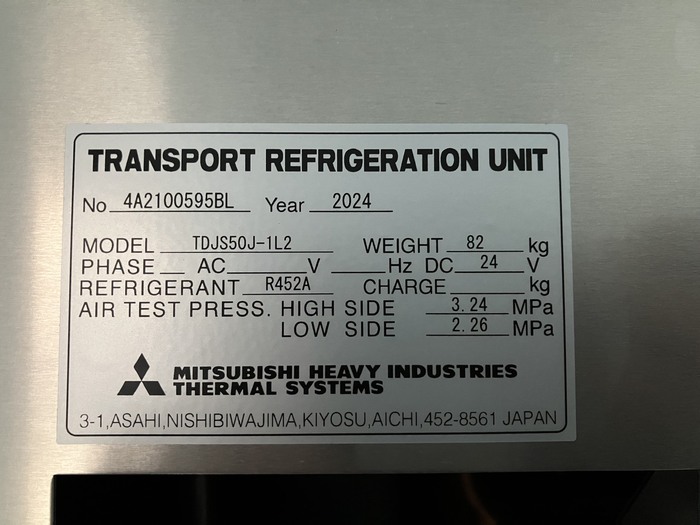 TRANSPORT REFRIGERATION UNIT
No 4A2100595BL Year 2024
MODEL TDJS50J-1L2 WEIGHT 82 kg
PHASE AC V Hz DC 24 V
REFRIGERANT R452A CHARGE kg
AIR TEST PRESS. HIGH SIDE 3.24 MPa
LOW SIDE 2.26 MPa
MITSUBISHI HEAVY INDUSTRIES
THERMAL SYSTEMS
3-1,ASAHI,NISHIBIWAJIMA,KIYOSU,AICHI,452-8561 JAPAN